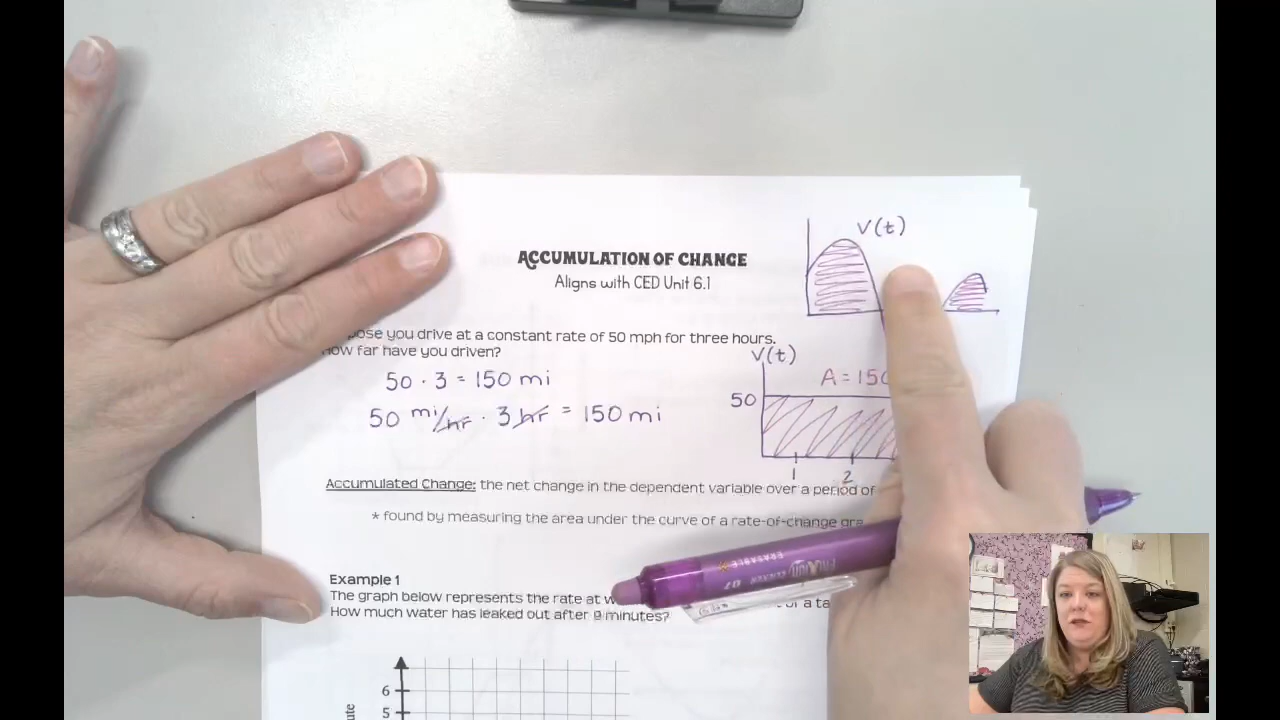 v(t)
ACCUMULATION OF CHANGE
Aligns with CED Unit 6.1
you drive at a constant rate of 50 mph for three hours.
far have you driven?
v(t)
50 · 3 = 150 mi
A = 150
50
50 mi/hr · 3 hr = 150 mi
1 2
Accumulated Change: the net change in the dependent variable over a period of
* found by measuring the area under the curve of a rate-of-change
ERASABLE
07
Example 1
The graph below represents the rate at
How much water has leaked out after 9 minutes?
6
5